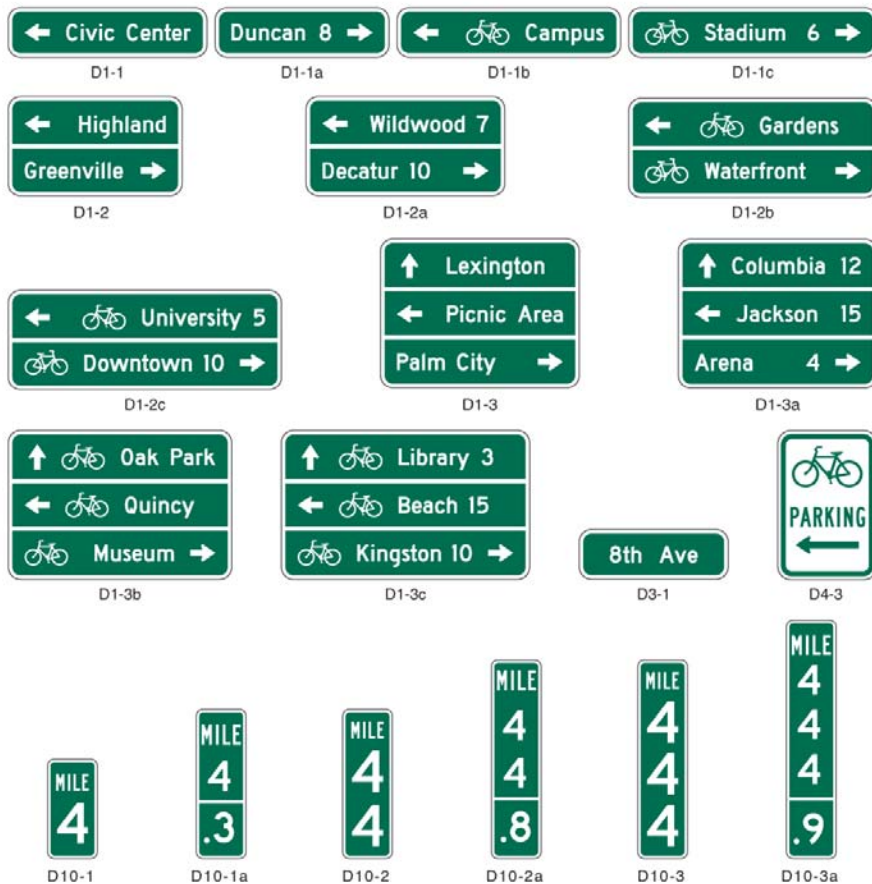 Civic Center
Duncan 8
Campus
Stadium 6
D1-1
D1-1a
D1-1b
D1-1c
Highland
Greenville
D1-2
Wildwood 7
Decatur 10
D1-2a
Gardens
Waterfront
D1-2b
University 5
Downtown 10
D1-2c
Lexington
Picnic Area
Palm City
D1-3
Columbia 12
Jackson 15
Arena 4
D1-3a
Oak Park
Quincy
Museum
D1-3b
Library 3
Beach 15
Kingston 10
D1-3c
8th Ave
D3-1
PARKING
D4-3
MILE
4
D10-1
MILE
4
.3
D10-1a
MILE
4
4
D10-2
MILE
4
4
.8
D10-2a
MILE
4
4
4
D10-3
MILE
4
4
4
.9
D10-3a